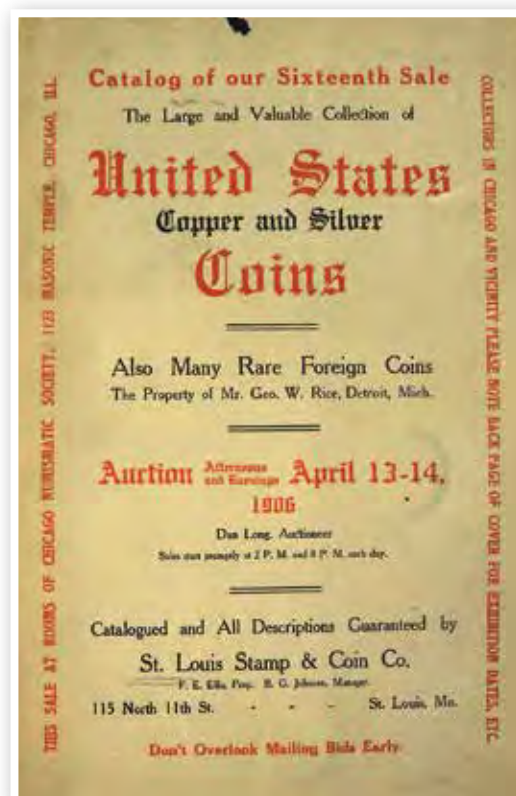 Catalog of our Sixteenth Sale
The Large and Valuable Collection of
United States
Copper and Silver
Coins
Also Many Rare Foreign Coins
The Property of Mr. Geo. W. Rice, Detroit, Mich.
Auction Afternoons and Evenings April 13-14,
1906
Dan Long, Auctioneer
Sales start promptly at 2 P. M. and 8 P. M. each day.
Catalogued and All Descriptions Guaranteed by
St. Louis Stamp & Coin Co.
F. E. Ellis, Prop. B. G. Johnson, Manager.
115 North 11th St. - - - St. Louis, Mo.
Don't Overlook Mailing Bids Early
THIS SALE AT ROOMS OF CHICAGO NUMISMATIC SOCIETY, 1123 MASONIC TEMPLE, CHICAGO, ILL.
COLLECTORS IN CHICAGO AND VICINITY PLEASE NOTE BACK PAGE OF COVER FOR EXHIBITION DATES, ETC.